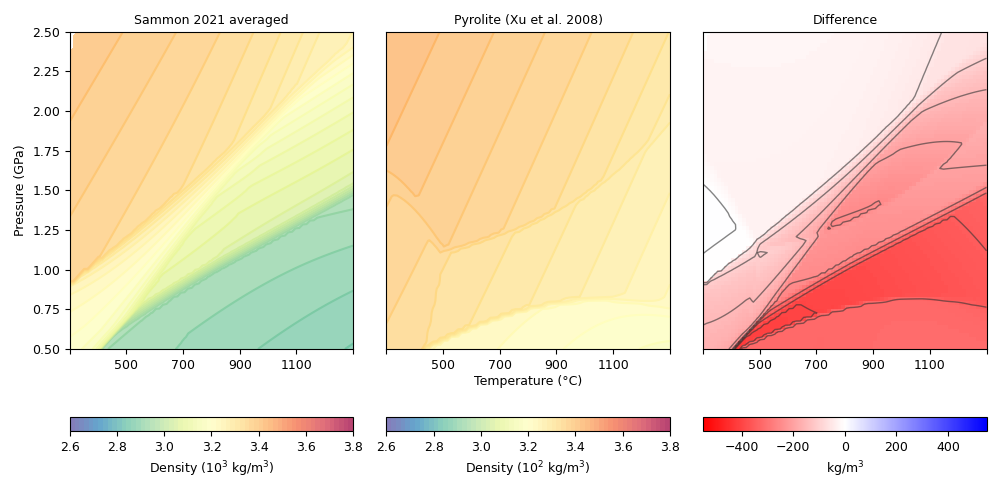 Sammon 2021 averaged
Pyrolite (Xu et al. 2008)
Difference
2.50
2.25
2.00
1.75
1.50
1.25
1.00
0.75
0.50
Pressure (GPa)
500 700 900 1100
500 700 900 1100
500 700 900 1100
Temperature (°C)
2.6 2.8 3.0 3.2 3.4 3.6 3.8
Density (10³ kg/m³)
2.6 2.8 3.0 3.2 3.4 3.6 3.8
Density (10² kg/m³)
−400 −200 0 200 400
kg/m³